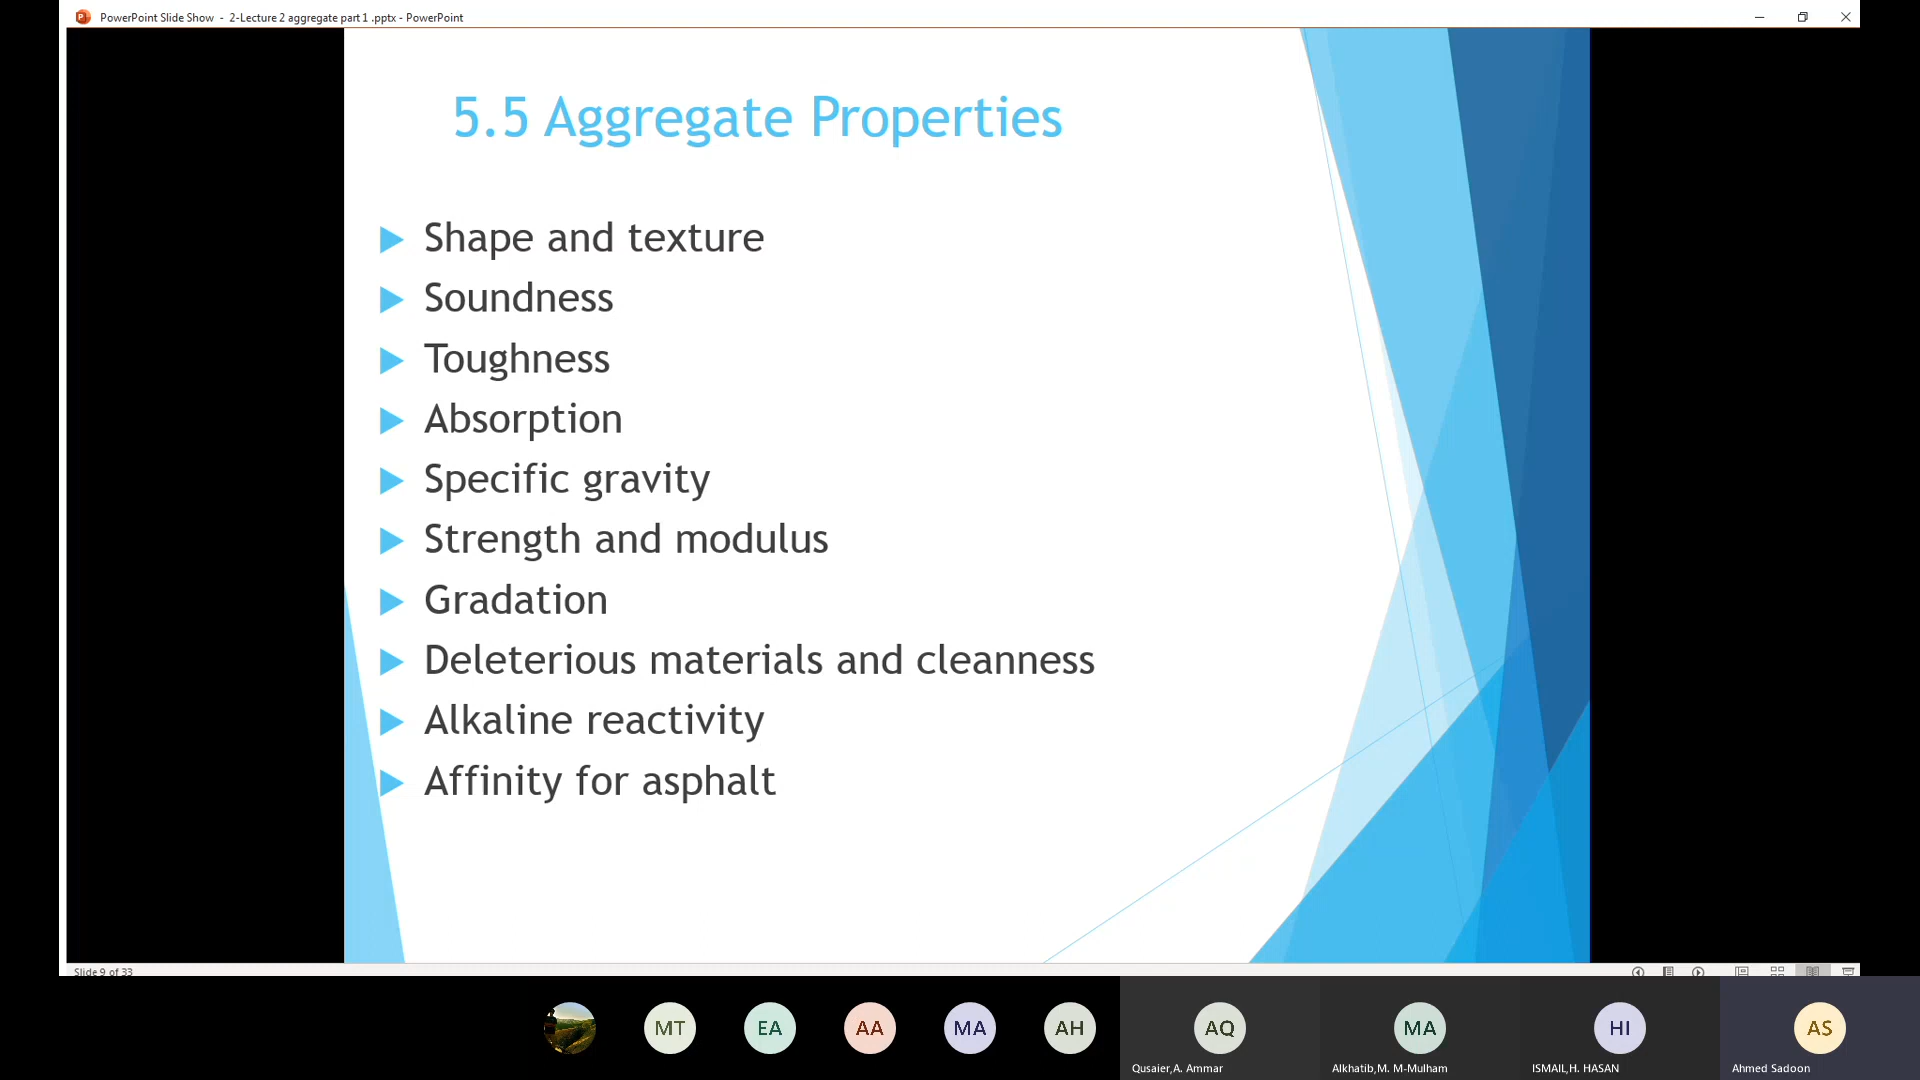 PowerPoint Slide Show - 2-Lecture 2 aggregate part 1 .pptx - PowerPoint
5.5 Aggregate Properties
Shape and texture
Soundness
Toughness
Absorption
Specific gravity
Strength and modulus
Gradation
Deleterious materials and cleanness
Alkaline reactivity
Affinity for asphalt
Slide 9 of 33
MT EA AA MA AH AQ MA HI AS
Qusaier,A. Ammar Alkhatib,M. M-Mulham ISMAIL,H. HASAN Ahmed Sadoon